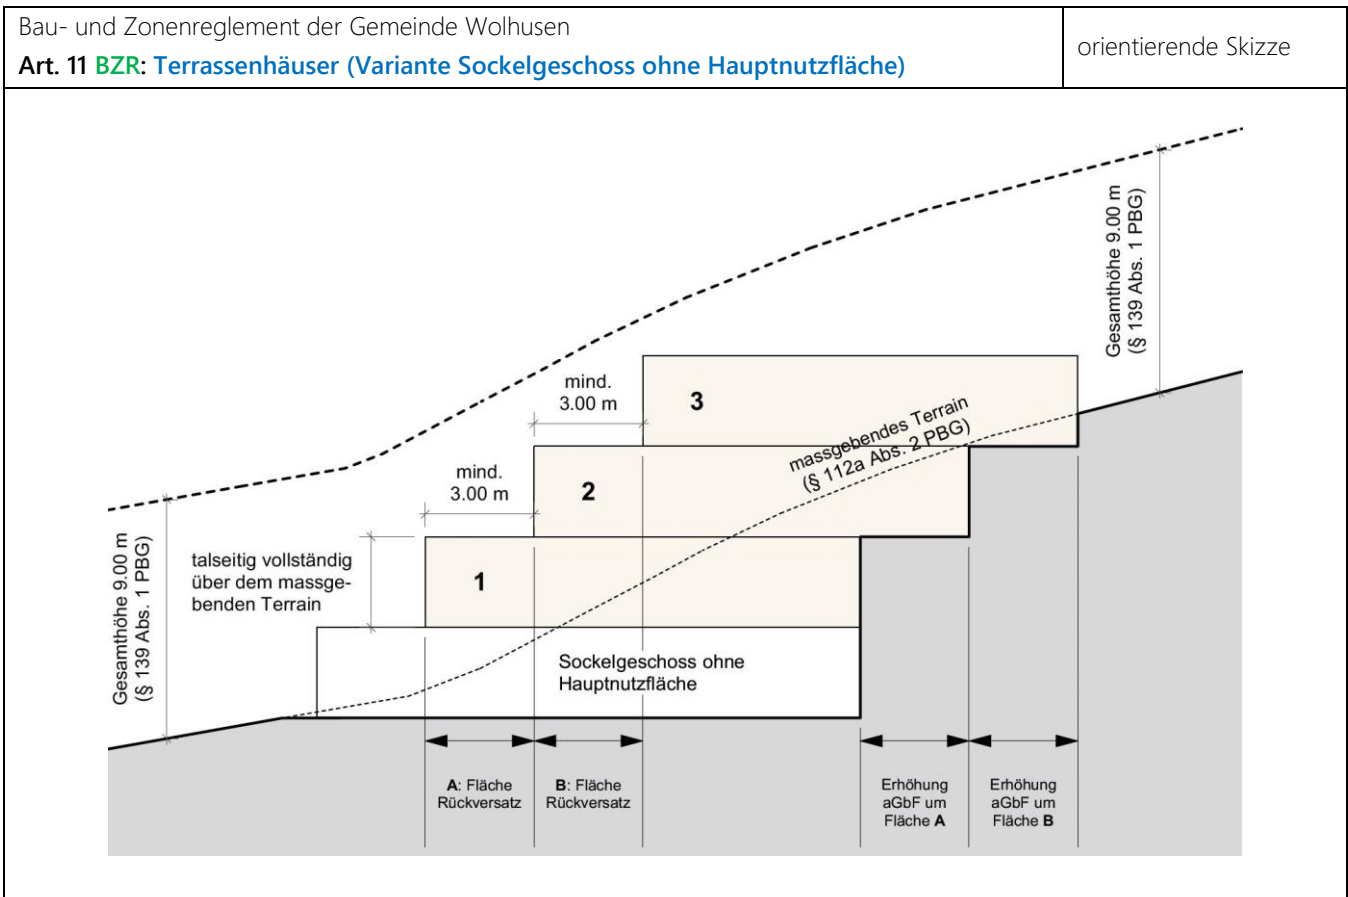 Bau- und Zonenreglement der Gemeinde Wolhusen
Art. 11 BZR: Terrassenhäuser (Variante Sockelgeschoss ohne Hauptnutzfläche)
orientierende Skizze
Gesamthöhe 9.00 m
(§ 139 Abs. 1 PBG)
mind.
3.00 m
3
massgebendes Terrain
(§ 112a Abs. 2 PBG)
mind.
3.00 m
2
Gesamthöhe 9.00 m
(§ 139 Abs. 1 PBG)
talseitig vollständig
über dem massge-
benden Terrain
1
Sockelgeschoss ohne
Hauptnutzfläche
A: Fläche
Rückversatz
B: Fläche
Rückversatz
Erhöhung
aGbF um
Fläche A
Erhöhung
aGbF um
Fläche B